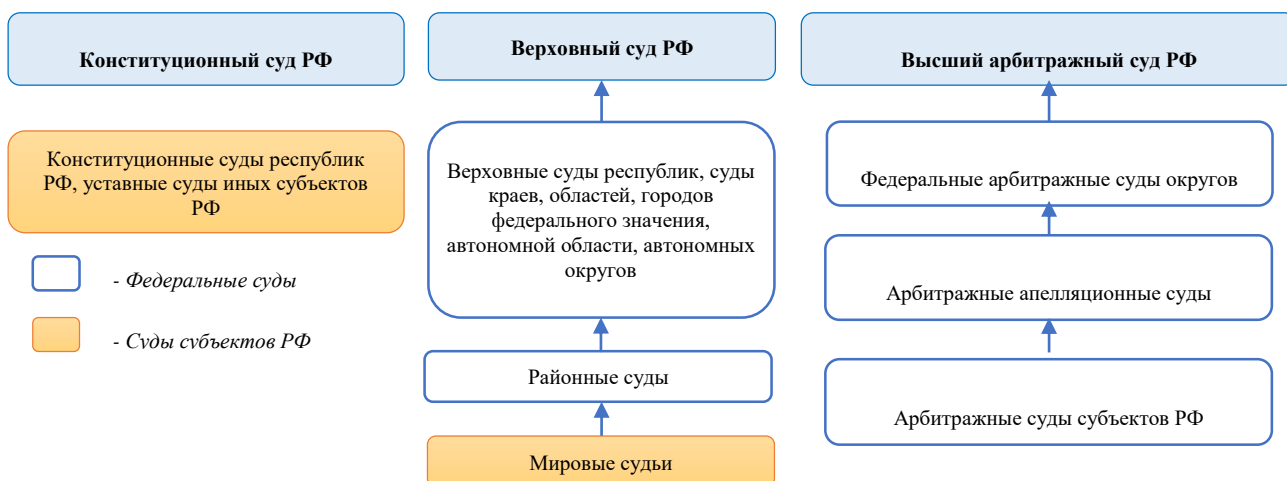 Конституционный суд РФ
Конституционные суды республик
РФ, уставные суды иных субъектов
РФ
- Федеральные суды
- Суды субъектов РФ
Верховный суд РФ
Верховные суды республик, суды
краев, областей, городов
федерального значения,
автономной области, автономных
округов
Районные суды
Мировые судьи
Высший арбитражный суд РФ
Федеральные арбитражные суды округов
Арбитражные апелляционные суды
Арбитражные суды субъектов РФ